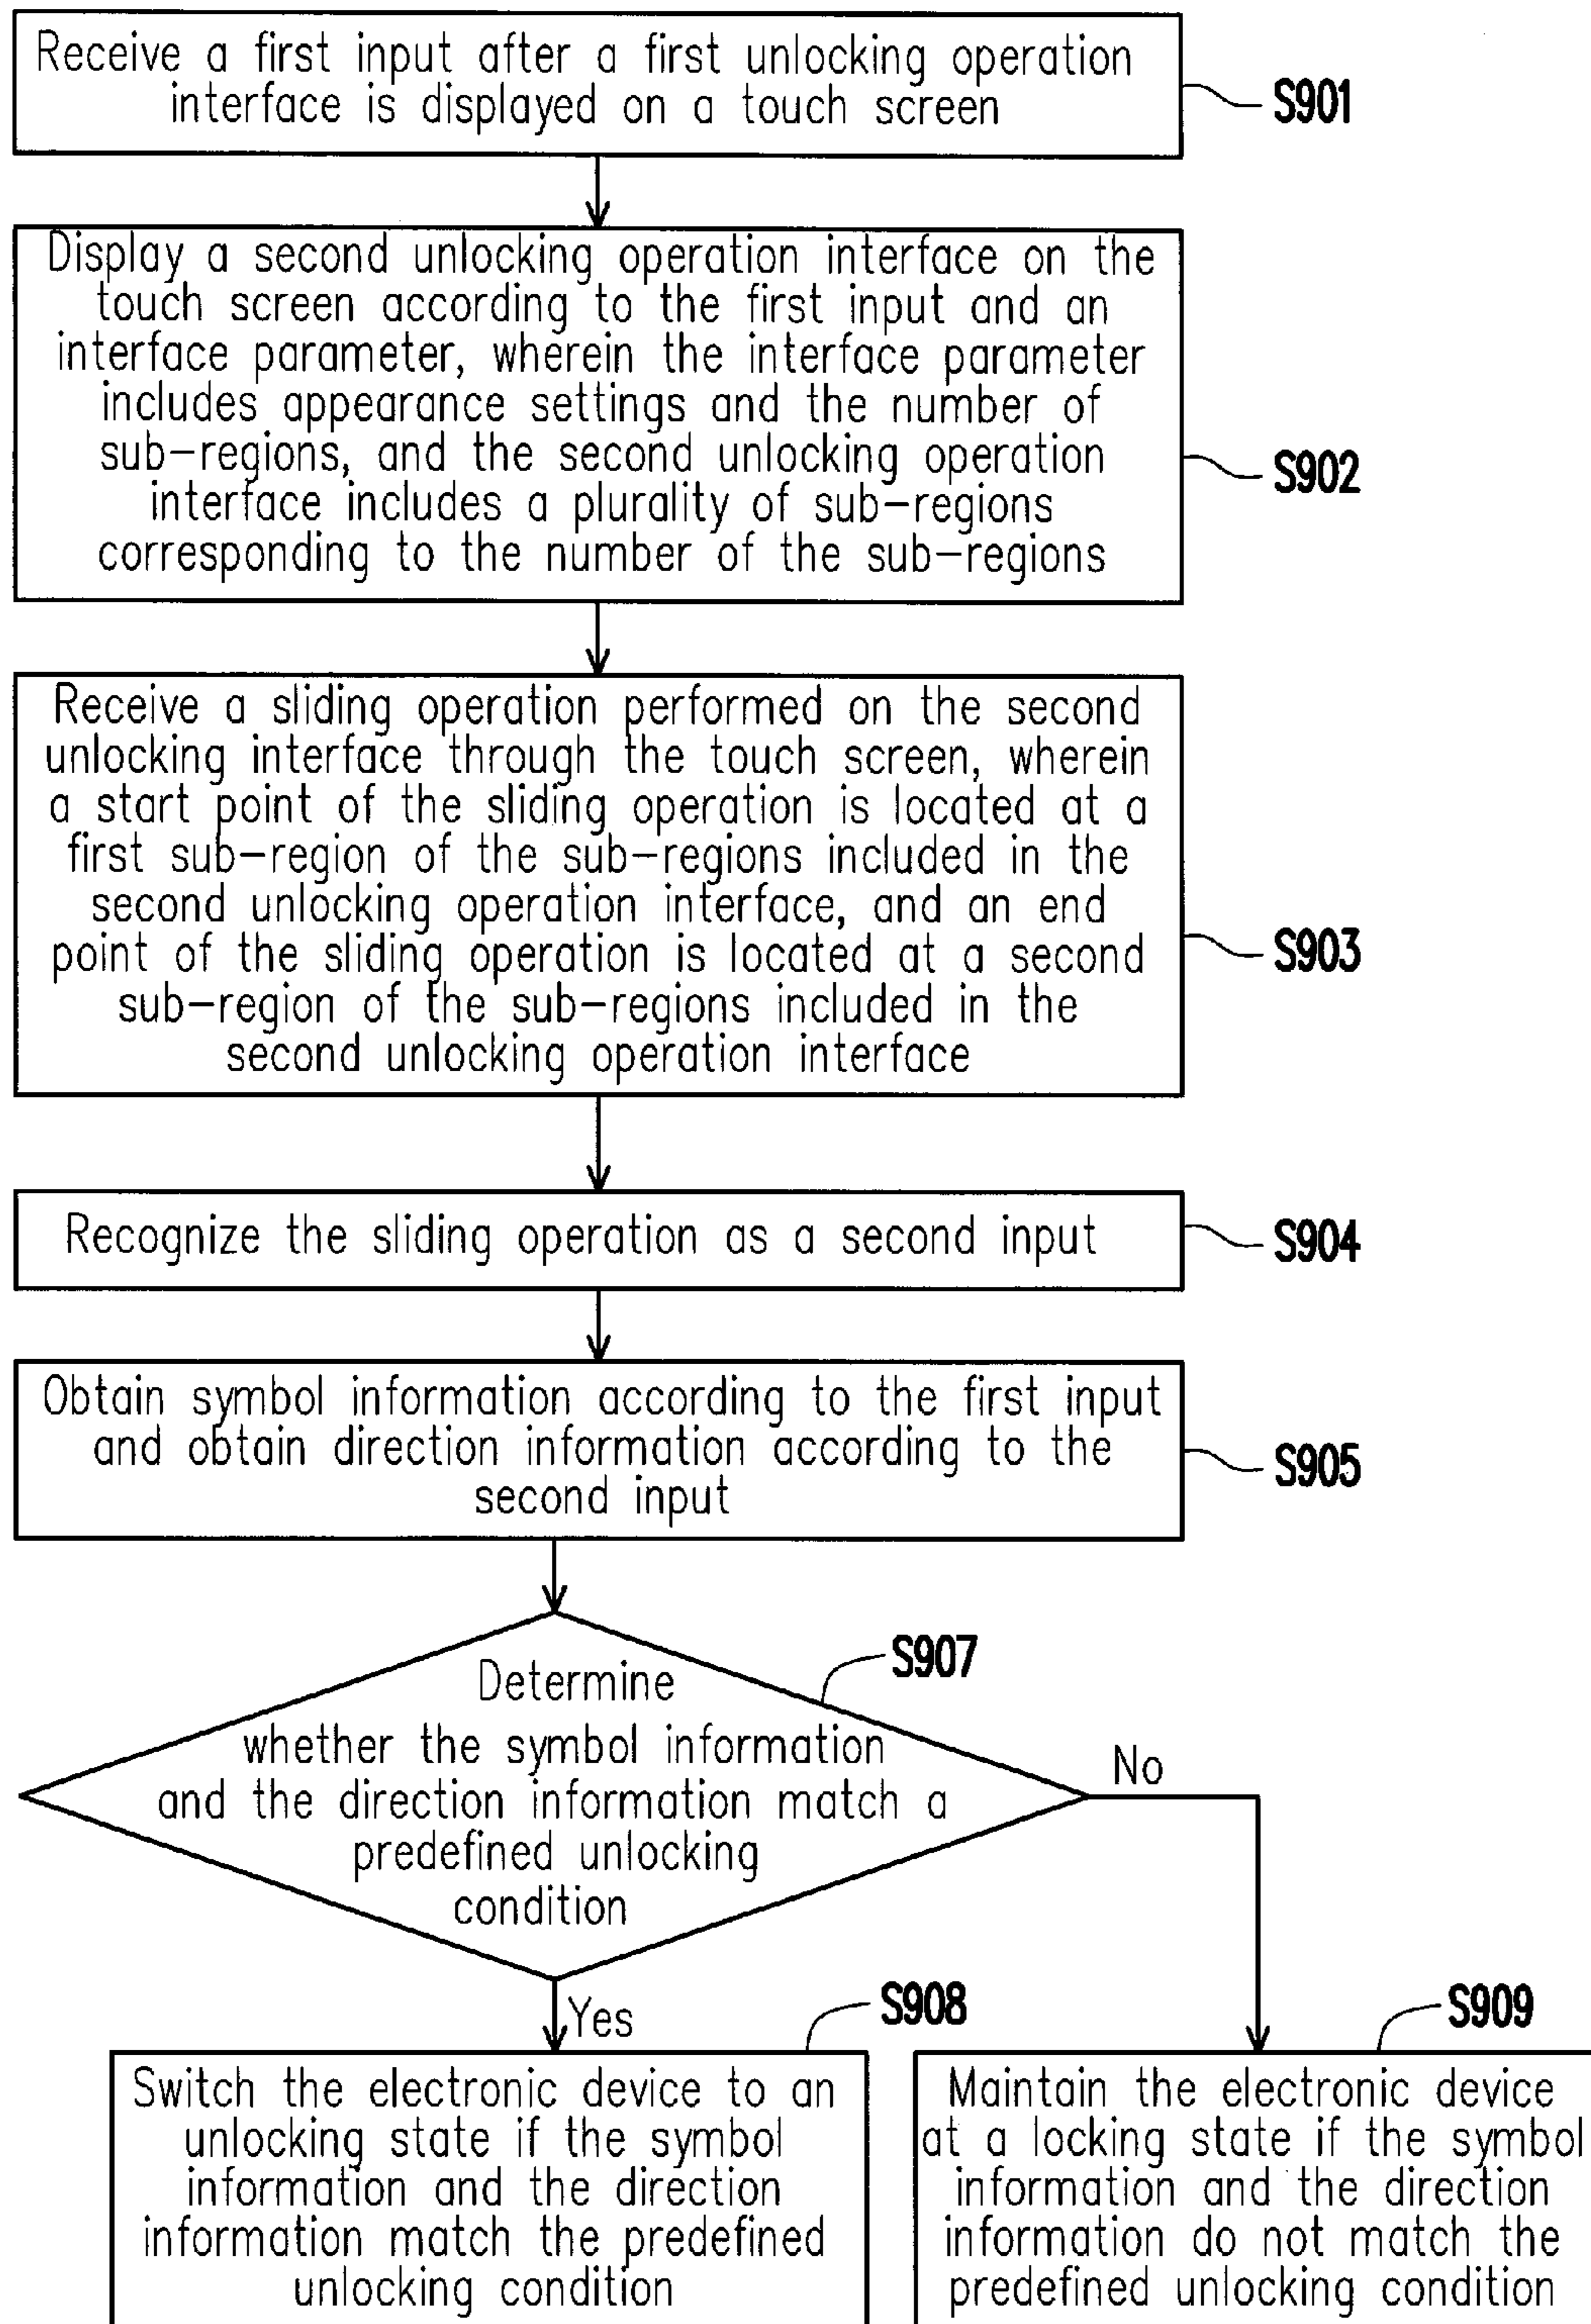 Receive a first input after a first unlocking operation
interface is displayed on a touch screen
S901
Display a second unlocking operation interface on the
touch screen according to the first input and an
interface parameter, wherein the interface parameter
includes appearance settings and the number of
sub-regions, and the second unlocking operation
interface includes a plurality of sub-regions
corresponding to the number of the sub-regions
S902
Receive a sliding operation performed on the second
unlocking interface through the touch screen, wherein
a start point of the sliding operation is located at a
first sub-region of the sub-regions included in the
second unlocking operation interface, and an end
point of the sliding operation is located at a second
sub-region of the sub-regions included in the
second unlocking operation interface
S903
Recognize the sliding operation as a second input
S904
Obtain symbol information according to the first input
and obtain direction information according to the
second input
S905
Determine
whether the symbol information
and the direction information match a
predefined unlocking
condition
S907
No
Yes
S908
Switch the electronic device to an
unlocking state if the symbol
information and the direction
information match the predefined
unlocking condition
S909
Maintain the electronic device
at a locking state if the symbol
information and the direction
information do not match the
predefined unlocking condition